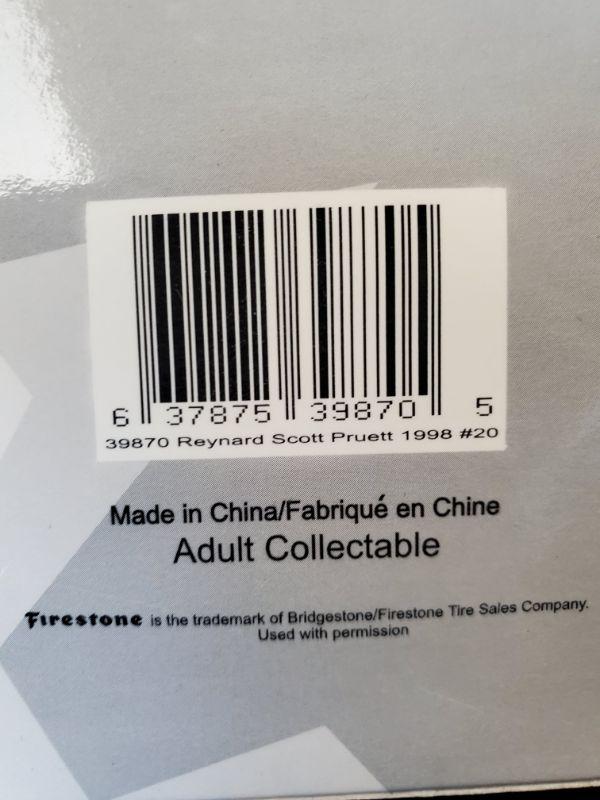 6 37875 39870 5
39870 Reynard Scott Pruett 1998 #20
Made in China/Fabriqué en Chine
Adult Collectable
Firestone is the trademark of Bridgestone/Firestone Tire Sales Company.
Used with permission